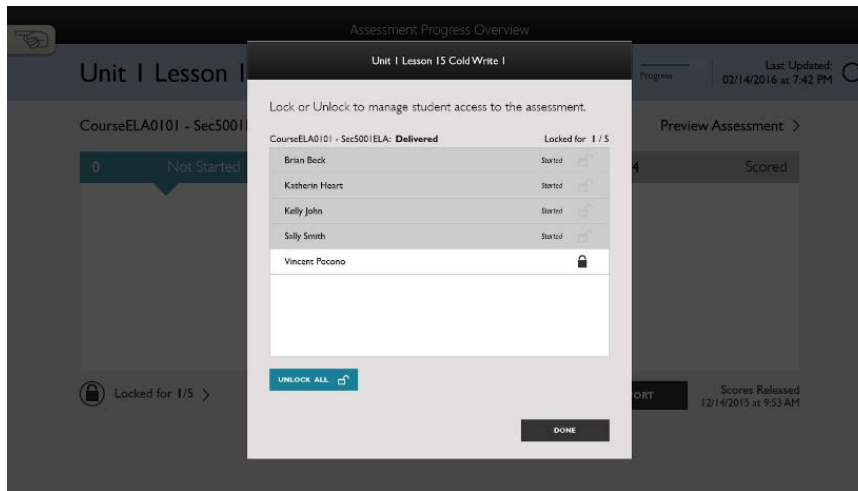 Assessment Progress Overview
Unit 1 Lesson 1
Unit 1 Lesson 15 Cold Write 1
Progress
Last Updated:
02/14/2016 at 7:42 PM
Lock or Unlock to manage student access to the assessment.
CourseELA0101 - Sec5001
Preview Assessment >
CourseELA0101 - Sec5001ELA: Delivered Locked for 1 / 5
0 Not Started
4 Scored
Brian Beck Started
Katherin Heart Started
Kelly John Started
Sally Smith Started
Vincent Pocono
UNLOCK ALL
Locked for 1/5 >
ORT
Scores Released
12/14/2015 at 9:53 AM
DONE